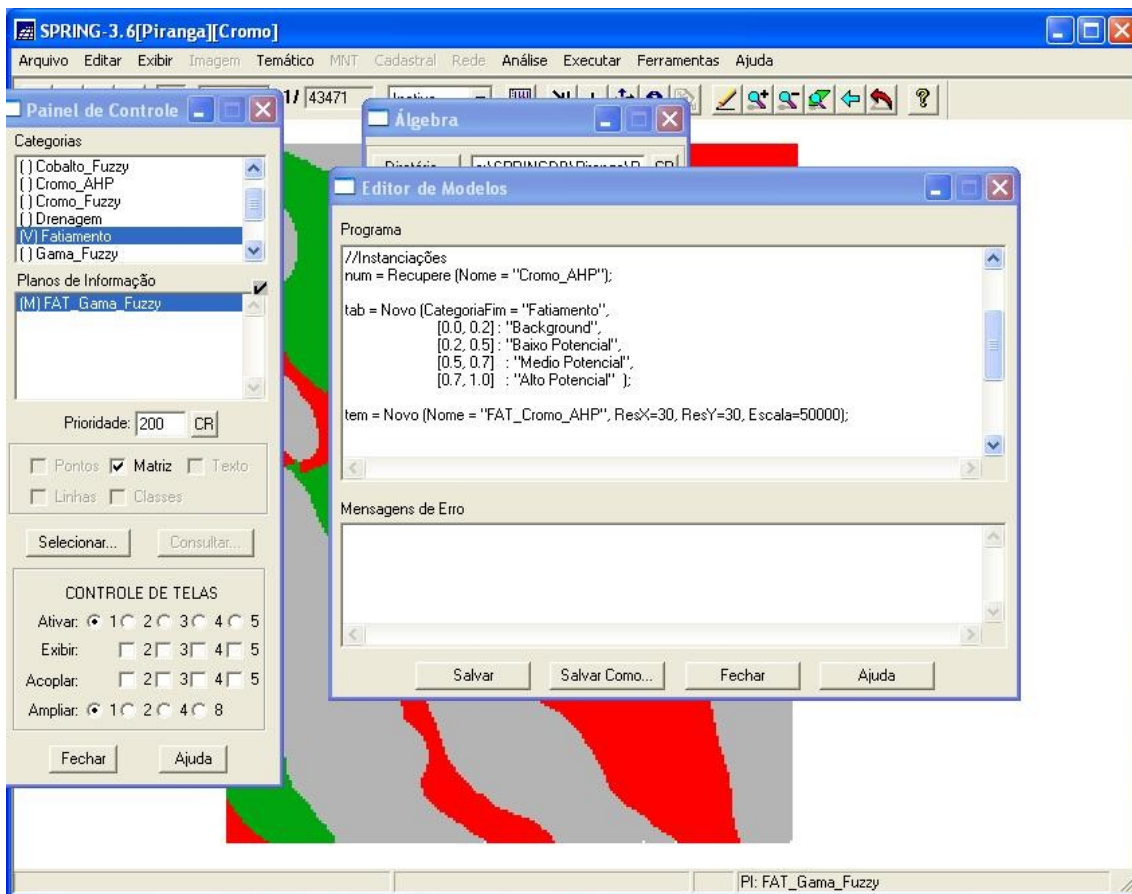 SPRING-3.6[Piranga][Cromo]
Arquivo Editar Exibir Imagem Temático MNT Cadastral Rede Análise Executar Ferramentas Ajuda
1/ 43471
Painel de Controle
Categorias
( ) Cobalto_Fuzzy
( ) Cromo_AHP
( ) Cromo_Fuzzy
( ) Drenagem
(V) Fatiamento
( ) Gama_Fuzzy
Planos de Informação
(M) FAT_Gama_Fuzzy
Prioridade: 200 CR
Pontos Matriz Texto
Linhas Classes
Selecionar... Consultar...
CONTROLE DE TELAS
Ativar: 1 2 3 4 5
Exibir: 2 3 4 5
Acoplar: 2 3 4 5
Ampliar: 1 2 4 8
Fechar Ajuda
Álgebra
Editor de Modelos
Programa
//Instanciações
num = Recupere (Nome = "Cromo_AHP");
tab = Novo (CategoriaFim = "Fatiamento",
[0.0, 0.2] : "Background",
[0.2, 0.5] : "Baixo Potencial",
[0.5, 0.7] : "Medio Potencial",
[0.7, 1.0] : "Alto Potencial" );
tem = Novo (Nome = "FAT_Cromo_AHP", ResX=30, ResY=30, Escala=50000);
Mensagens de Erro
Salvar Salvar Como... Fechar Ajuda
PI: FAT_Gama_Fuzzy